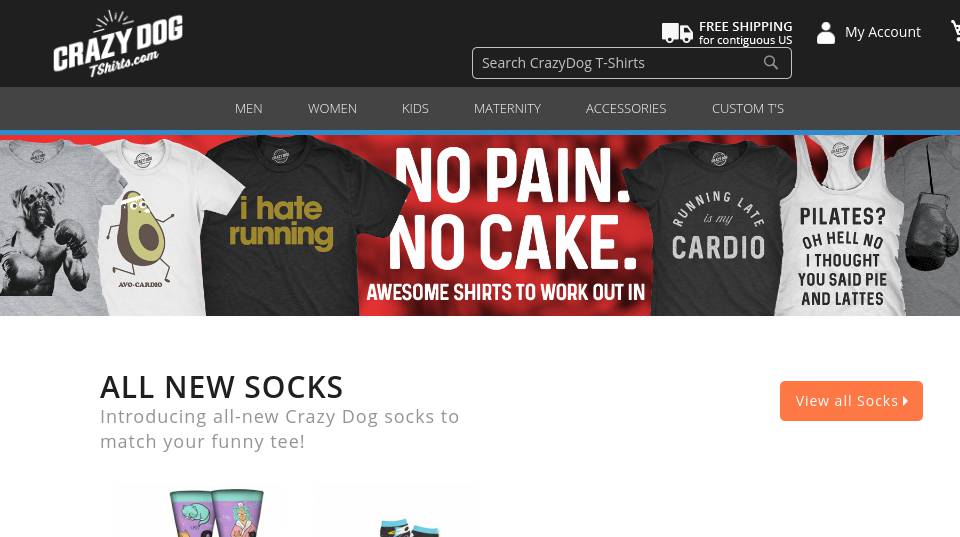 CRAZY DOG
TShirts.com
FREE SHIPPING
for contiguous US
My Account
Search CrazyDog T-Shirts
MEN
WOMEN
KIDS
MATERNITY
ACCESSORIES
CUSTOM T'S
AVO-CARDIO
i hate
running
NO PAIN.
NO CAKE.
AWESOME SHIRTS TO WORK OUT IN
RUNNING LATE
is my
CARDIO
PILATES?
OH HELL NO
I THOUGHT
YOU SAID PIE
AND LATTES
ALL NEW SOCKS
Introducing all-new Crazy Dog socks to
match your funny tee!
View all Socks